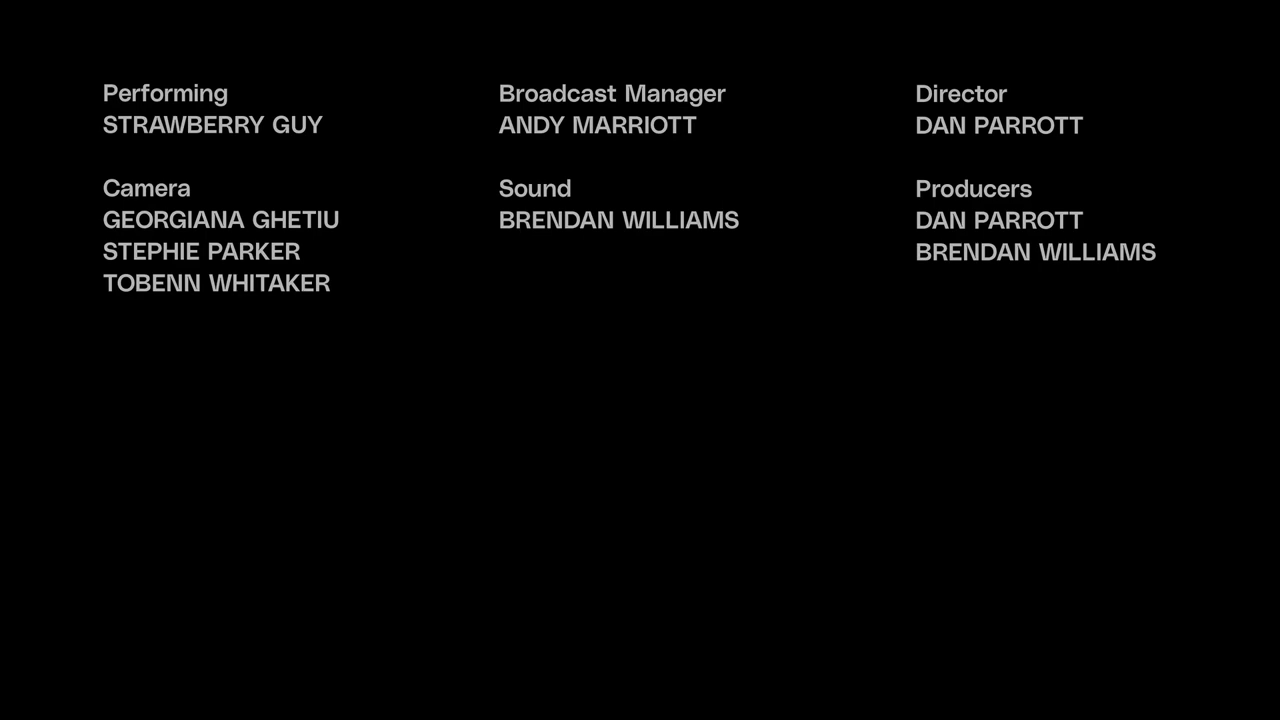 Performing
STRAWBERRY GUY
Camera
GEORGIANA GHETIU
STEPHIE PARKER
TOBENN WHITAKER
Broadcast Manager
ANDY MARRIOTT
Sound
BRENDAN WILLIAMS
Director
DAN PARROTT
Producers
DAN PARROTT
BRENDAN WILLIAMS